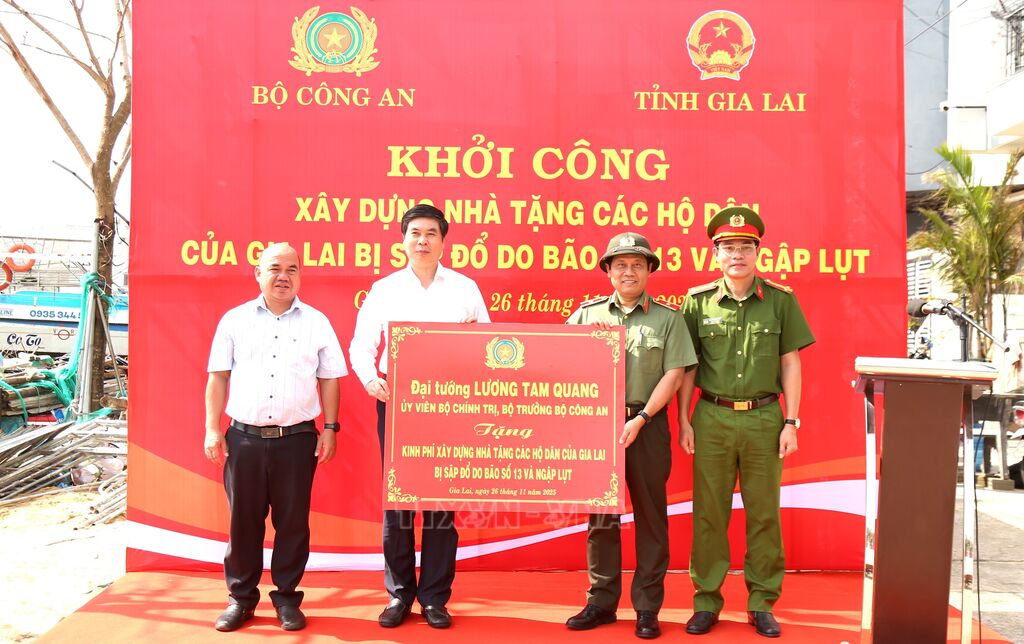 BỘ CÔNG AN
TỈNH GIA LAI
KHỞI CÔNG
XÂY DỰNG NHÀ TẶNG CÁC HỘ DÂN
CỦA GIA LAI BỊ SẬP ĐỔ DO BÃO SỐ 13 VÀ NGẬP LỤT
26 tháng 11
Đại tướng LƯƠNG TAM QUANG
ỦY VIÊN BỘ CHÍNH TRỊ, BỘ TRƯỞNG BỘ CÔNG AN
Tặng
KINH PHÍ XÂY DỰNG NHÀ TẶNG CÁC HỘ DÂN CỦA GIA LAI
BỊ SẬP ĐỔ DO BÃO SỐ 13 VÀ NGẬP LỤT
Gia Lai, ngày 26 tháng 11 năm 2025
0935 344